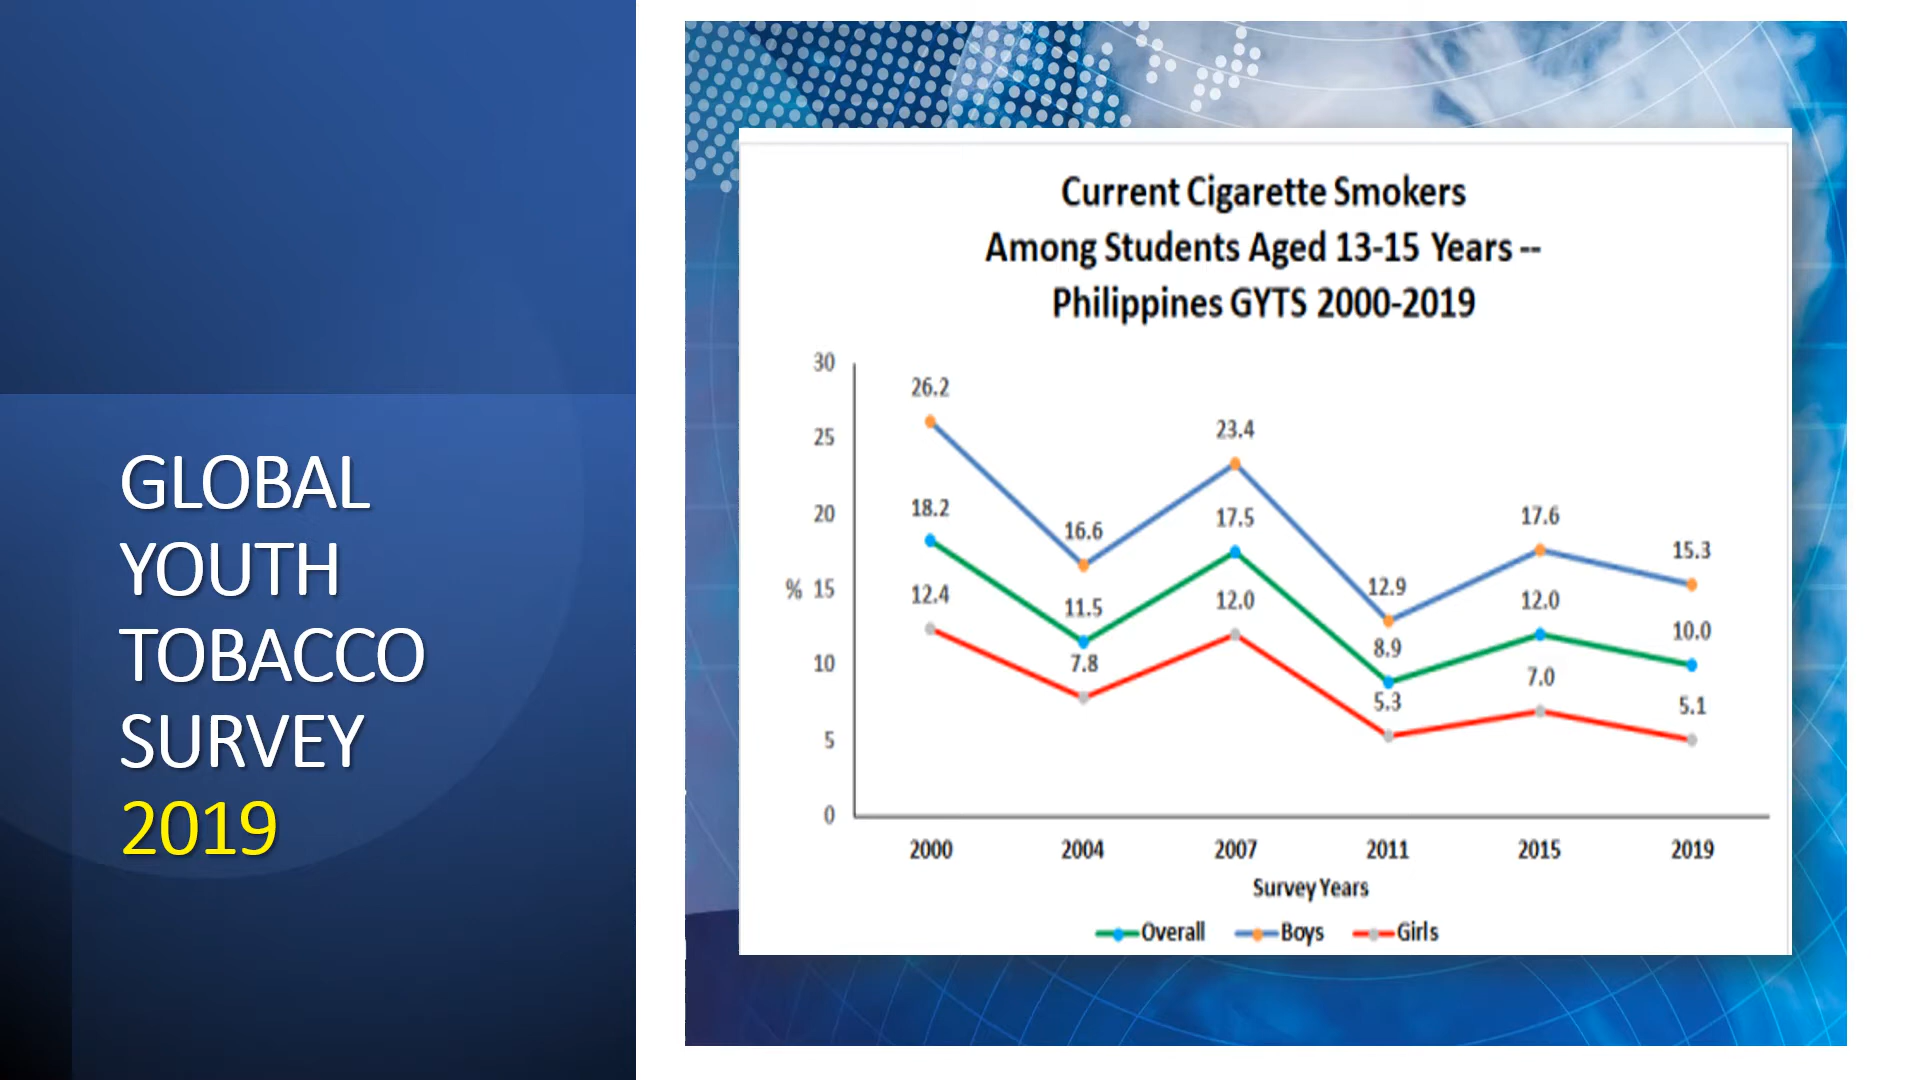 GLOBAL
YOUTH
TOBACCO
SURVEY
2019
Current Cigarette Smokers
Among Students Aged 13-15 Years --
Philippines GYTS 2000-2019
30
25
20
% 15
10
5
0
26.2
16.6
23.4
12.9
17.6
15.3
18.2
11.5
17.5
8.9
12.0
10.0
12.4
7.8
12.0
5.3
7.0
5.1
2000 2004 2007 2011 2015 2019
Survey Years
Overall Boys Girls